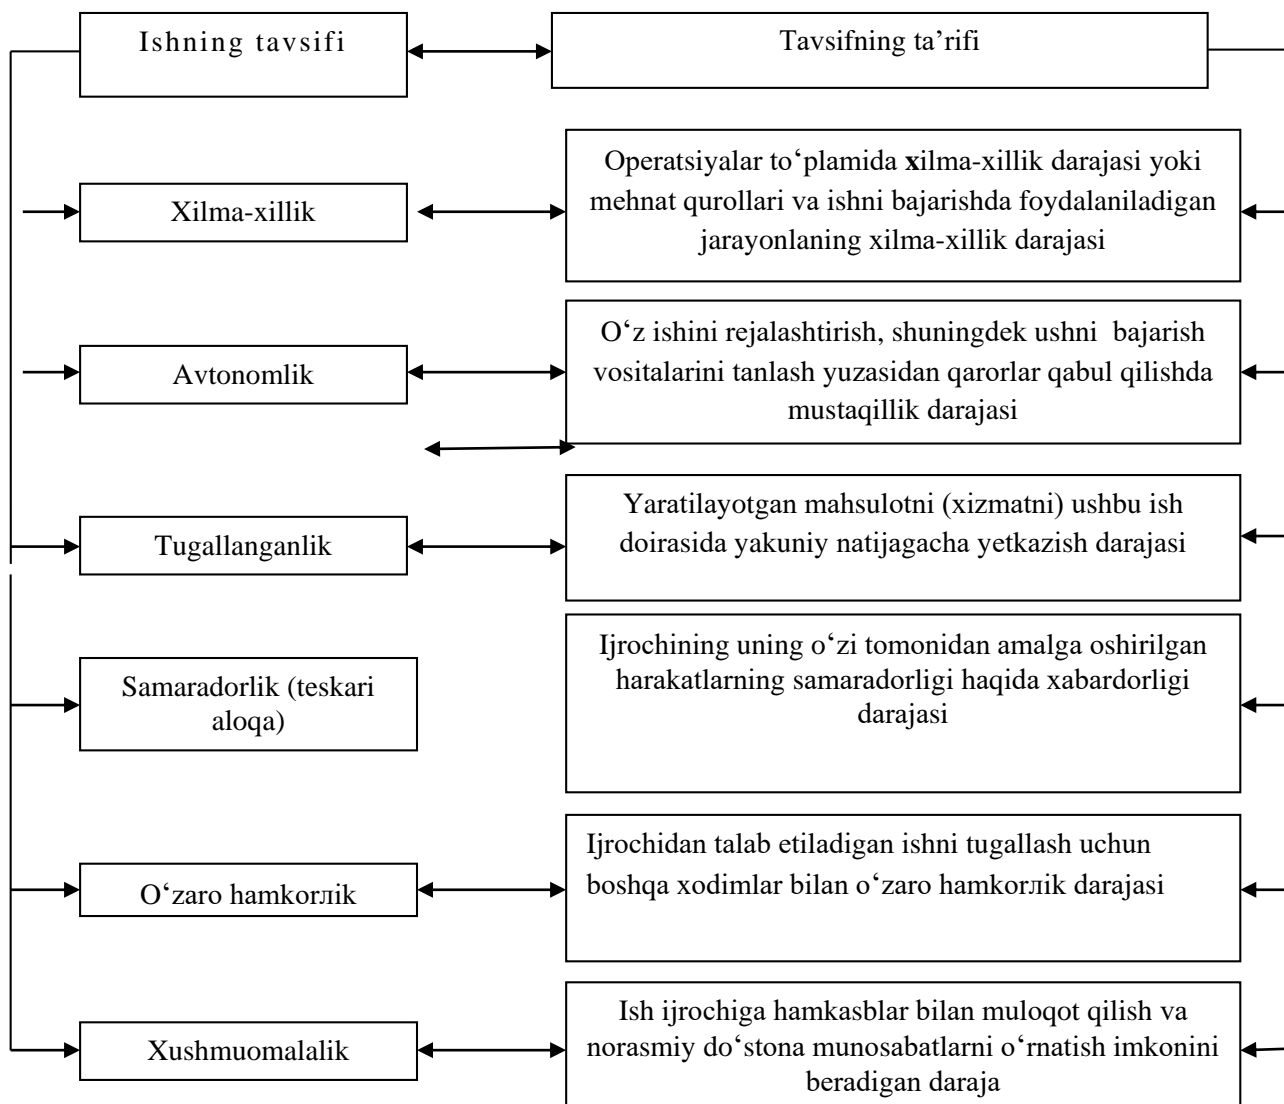 Ishning tavsifi
Tavsifning ta’rifi
Xilma-xillik
Operatsiyalar to‘plamida xilma-xillik darajasi yoki
mehnat qurollari va ishni bajarishda foydalaniladigan
jarayonlaning xilma-xillik darajasi
Avtonomlik
O‘z ishini rejalashtirish, shuningdek ushni bajarish
vositalarini tanlash yuzasidan qarorlar qabul qilishda
mustaqillik darajasi
Tugallanganlik
Yaratilayotgan mahsulotni (xizmatni) ushbu ish
doirasida yakuniy natijagacha yetkazish darajasi
Samaradorlik (teskari
aloqa)
Ijrochining uning o‘zi tomonidan amalga oshirilgan
harakatlarning samaradorligi haqida xabardorligi
darajasi
O‘zaro hamkorлik
Ijrochidan talab etiladigan ishni tugallash uchun
boshqa xodimlar bilan o‘zaro hamkorлik darajasi
Xushmuomalalik
Ish ijrochiga hamkasblar bilan muloqot qilish va
norasmiy do‘stona munosabatlarni o‘rnatish imkonini
beradigan daraja